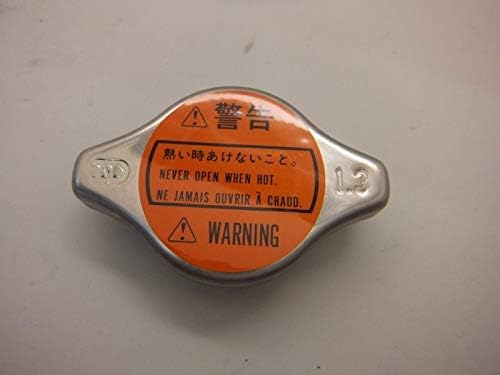 警告
熱い時あけないこと。
NEVER OPEN WHEN HOT.
NE JAMAIS OUVRIR À CHAUD.
WARNING
1.3